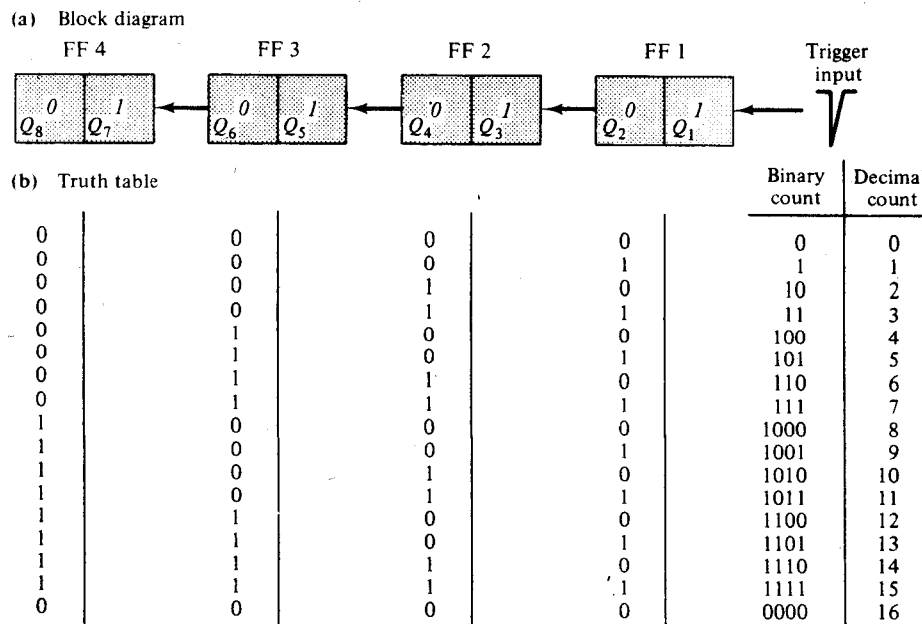 (a) Block diagram
FF 4 FF 3 FF 2 FF 1 Trigger input
0 1 0 1 0 1 0 1
Q8 Q7 Q6 Q5 Q4 Q3 Q2 Q1
(b) Truth table
Binary count Decima count
0 0 0 0 0 0
0 0 0 1 1 1
0 0 1 0 10 2
0 0 1 1 11 3
0 1 0 0 100 4
0 1 0 1 101 5
0 1 1 0 110 6
0 1 1 1 111 7
1 0 0 0 1000 8
1 0 0 1 1001 9
1 0 1 0 1010 10
1 0 1 1 1011 11
1 1 0 0 1100 12
1 1 0 1 1101 13
1 1 1 0 1110 14
1 1 1 1 1111 15
0 0 0 0 0000 16